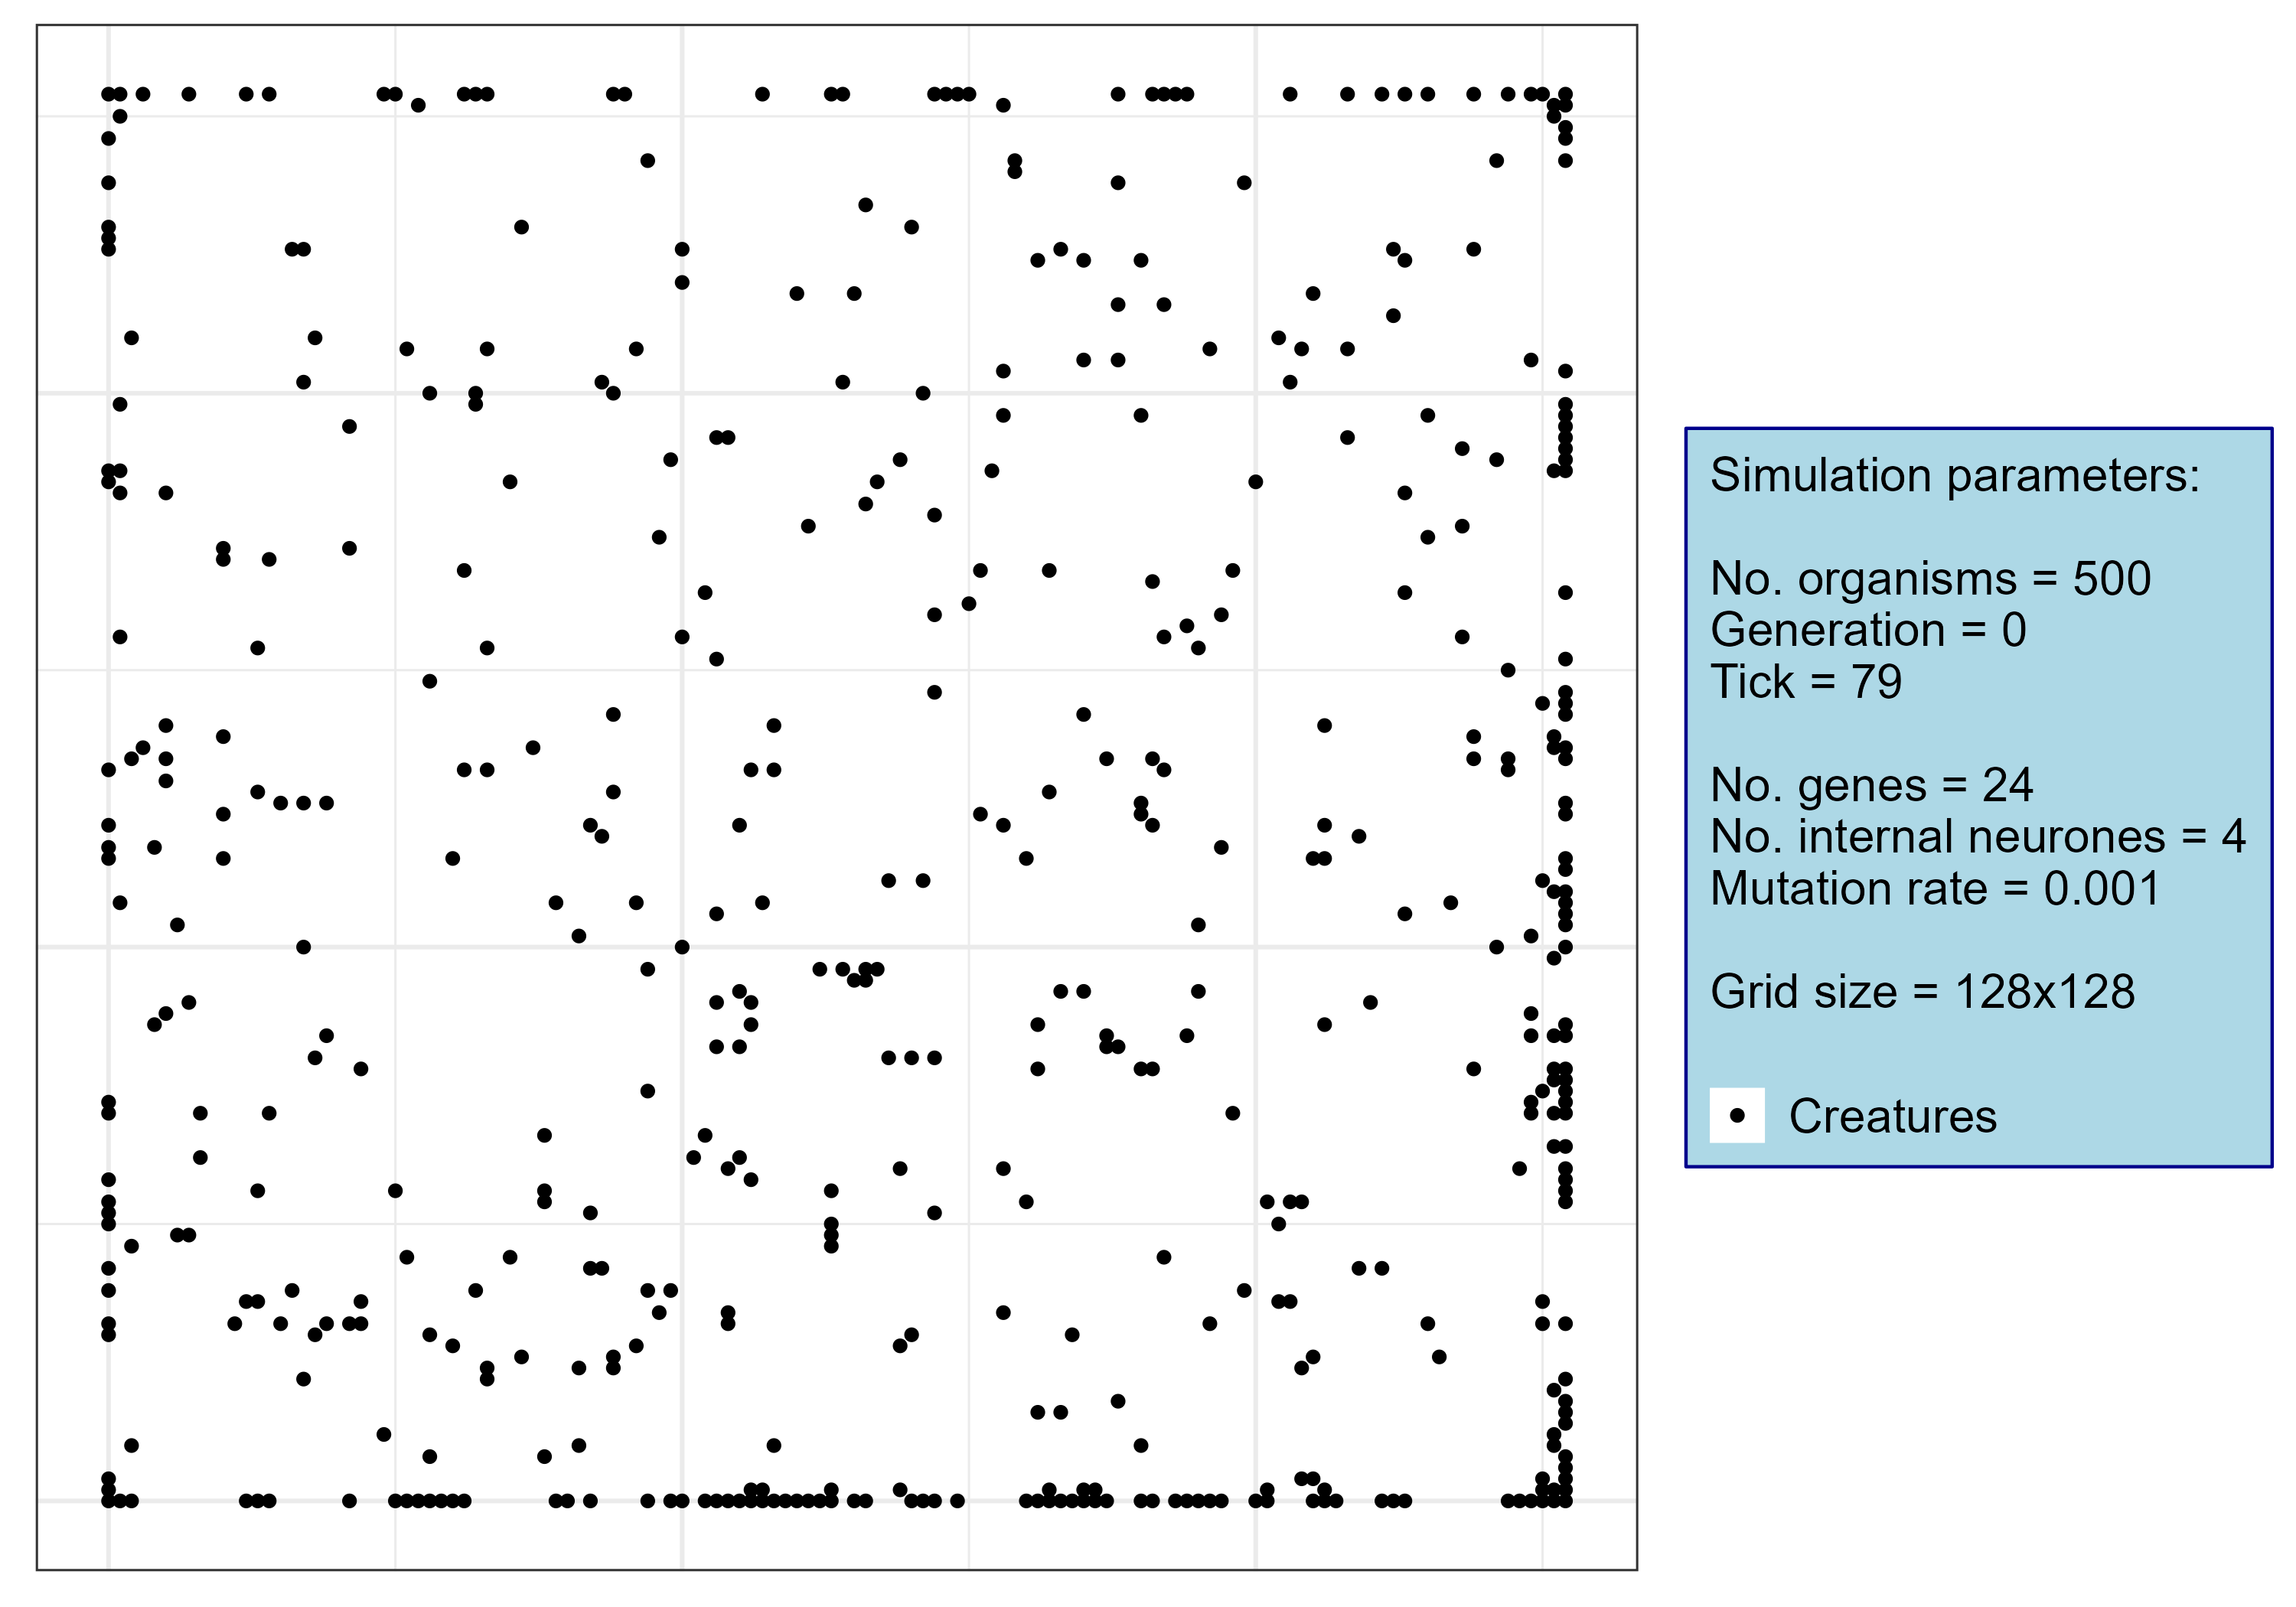 Simulation parameters:
No. organisms = 500
Generation = 0
Tick = 79
No. genes = 24
No. internal neurones = 4
Mutation rate = 0.001
Grid size = 128x128
Creatures